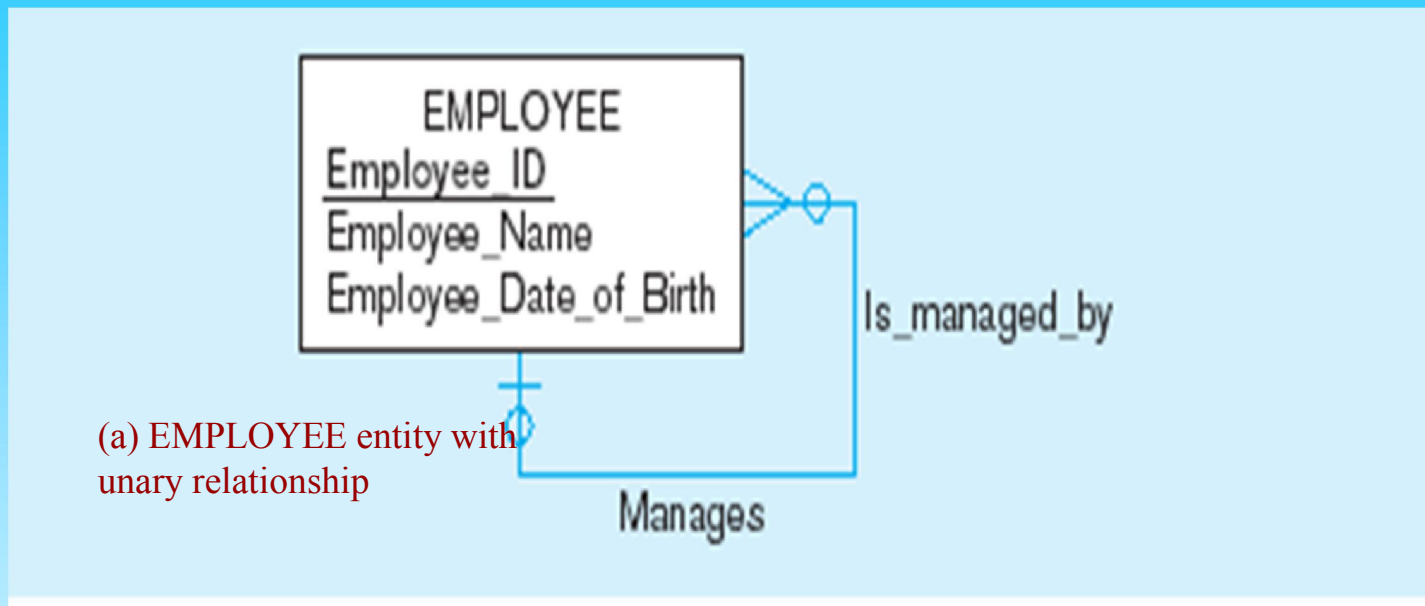 EMPLOYEE
Employee_ID
Employee_Name
Employee_Date_of_Birth
Is_managed_by
(a) EMPLOYEE entity with
unary relationship
Manages